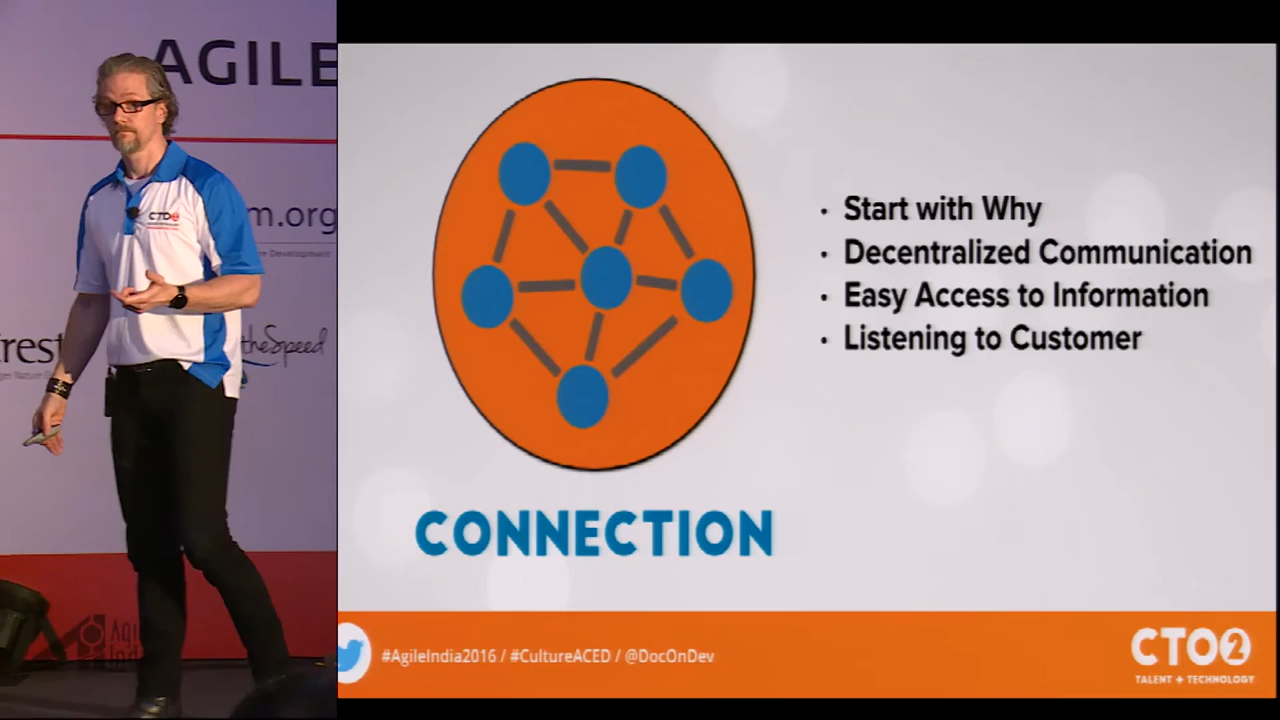 AGILE
m.org
theSpeed
CTO2
Start with Why
Decentralized Communication
Easy Access to Information
Listening to Customer
CONNECTION
#AgileIndia2016 / #CultureACED / @DocOnDev
CTO2
TALENT + TECHNOLOGY